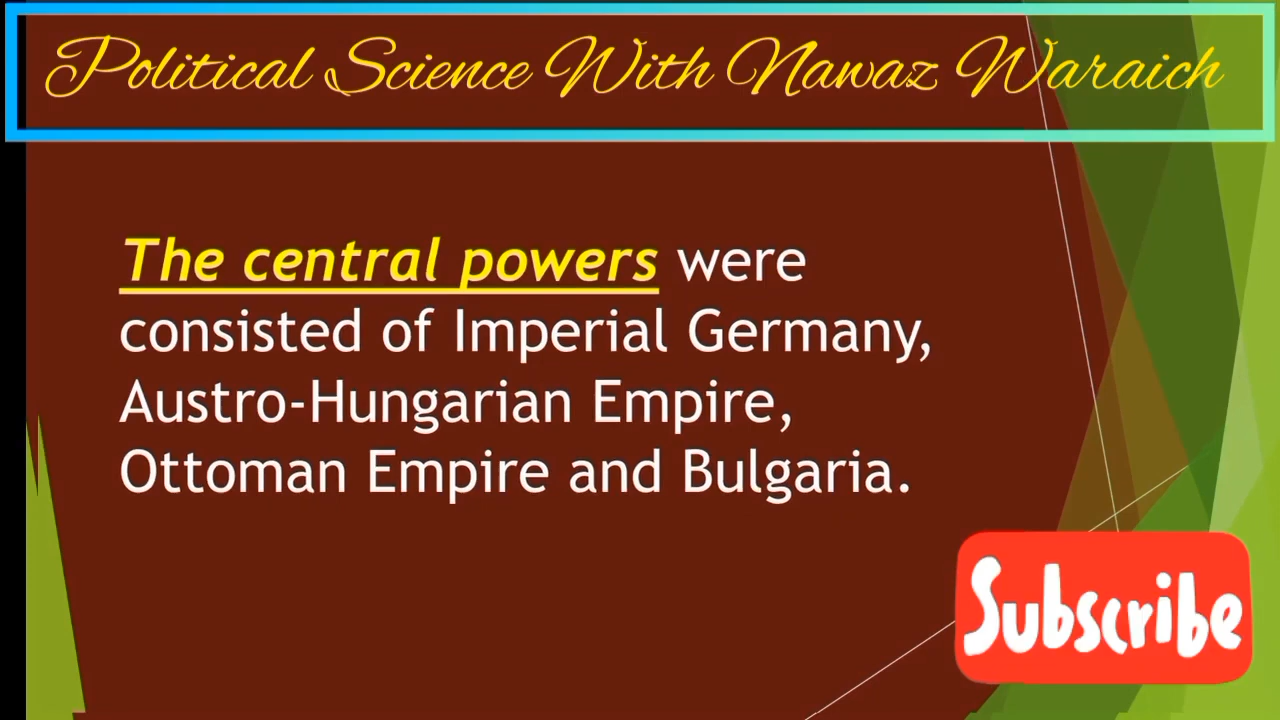 Political Science With Nawaz Waraich
The central powers were
consisted of Imperial Germany,
Austro-Hungarian Empire,
Ottoman Empire and Bulgaria.
Subscribe